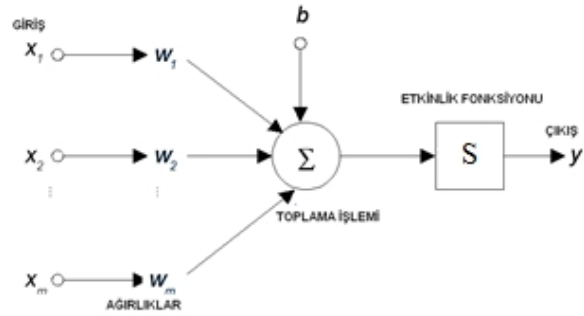 GİRİŞ
b
x1 w1
ETKİNLİK FONKSİYONU
ÇIKIŞ
x2 w2 Σ S y
⋮ ⋮
TOPLAMA İŞLEMİ
xm wm
AĞIRLIKLAR